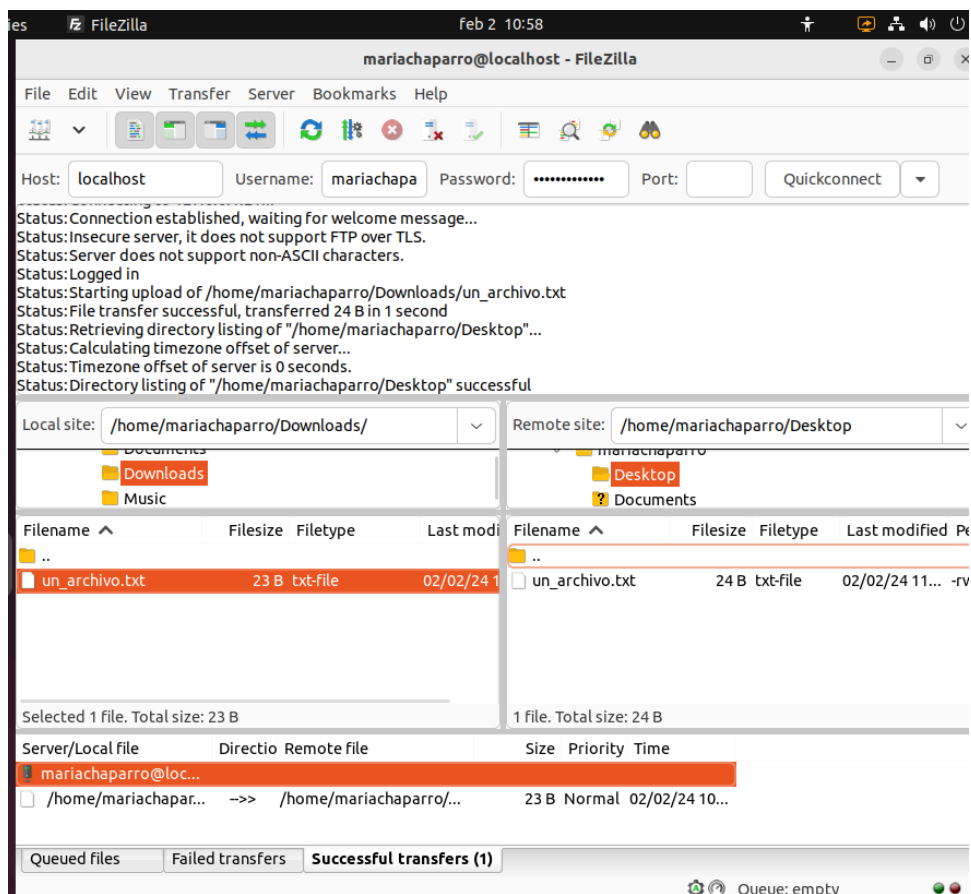 ies FileZilla feb 2 10:58
mariachaparro@localhost - FileZilla
File Edit View Transfer Server Bookmarks Help
Host: localhost Username: mariachapa Password: ••••••••••••• Port: Quickconnect
Status:Connection established, waiting for welcome message...
Status:Insecure server, it does not support FTP over TLS.
Status:Server does not support non-ASCII characters.
Status:Logged in
Status:Starting upload of /home/mariachaparro/Downloads/un_archivo.txt
Status:File transfer successful, transferred 24 B in 1 second
Status:Retrieving directory listing of "/home/mariachaparro/Desktop"...
Status:Calculating timezone offset of server...
Status:Timezone offset of server is 0 seconds.
Status:Directory listing of "/home/mariachaparro/Desktop" successful
Local site: /home/mariachaparro/Downloads/
Documents
Downloads
Music
Remote site: /home/mariachaparro/Desktop
mariachaparro
Desktop
? Documents
Filename Filesize Filetype Last modi
..
un_archivo.txt 23 B txt-file 02/02/24 1
Selected 1 file. Total size: 23 B
Filename Filesize Filetype Last modified Pe
..
un_archivo.txt 24 B txt-file 02/02/24 11... -rw
1 file. Total size: 24 B
Server/Local file Directio Remote file Size Priority Time
mariachaparro@loc...
/home/mariachapar... -->> /home/mariachaparro/... 23 B Normal 02/02/24 10...
Queued files Failed transfers Successful transfers (1)
Queue: empty